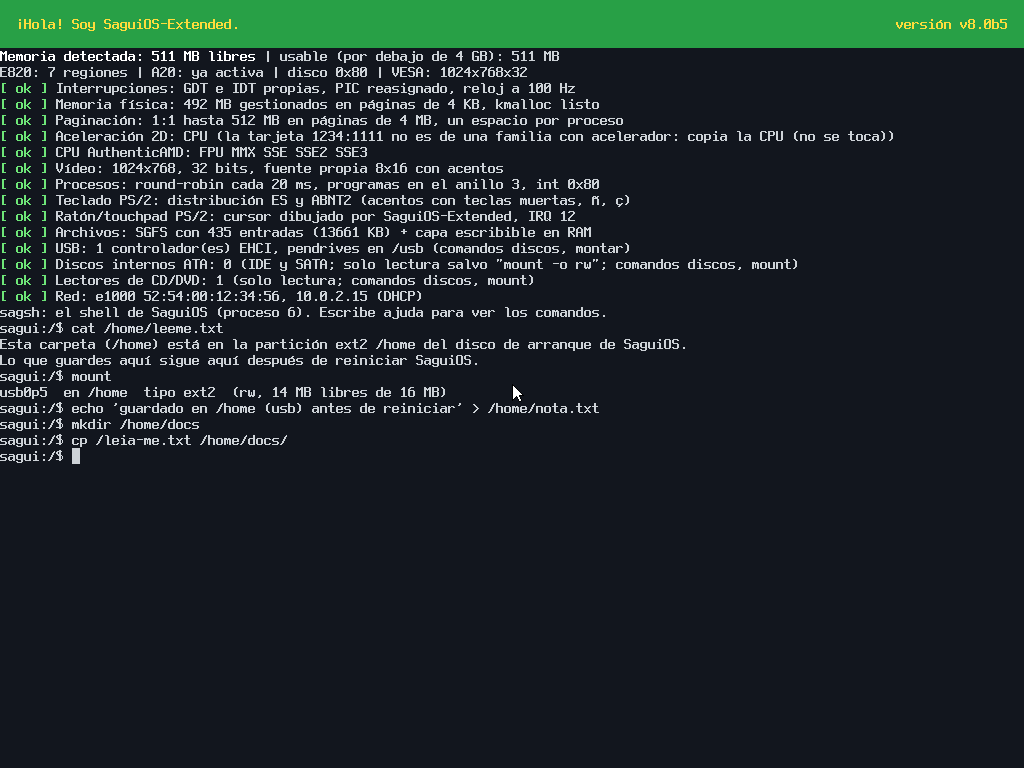 ¡Hola! Soy SaguiOS-Extended.
versión v8.0b5
Memoria detectada: 511 MB libres | usable (por debajo de 4 GB): 511 MB
E820: 7 regiones | A20: ya activa | disco 0x80 | VESA: 1024x768x32
[ ok ] Interrupciones: GDT e IDT propias, PIC reasignado, reloj a 100 Hz
[ ok ] Memoria física: 492 MB gestionados en páginas de 4 KB, kmalloc listo
[ ok ] Paginación: 1:1 hasta 512 MB en páginas de 4 MB, un espacio por proceso
[ ok ] Aceleración 2D: CPU (la tarjeta 1234:1111 no es de una familia con acelerador: copia la CPU (no se toca))
[ ok ] CPU AuthenticAMD: FPU MMX SSE SSE2 SSE3
[ ok ] Vídeo: 1024x768, 32 bits, fuente propia 8x16 con acentos
[ ok ] Procesos: round-robin cada 20 ms, programas en el anillo 3, int 0x80
[ ok ] Teclado PS/2: distribución ES y ABNT2 (acentos con teclas muertas, ñ, ç)
[ ok ] Ratón/touchpad PS/2: cursor dibujado por SaguiOS-Extended, IRQ 12
[ ok ] Archivos: SGFS con 435 entradas (13661 KB) + capa escribible en RAM
[ ok ] USB: 1 controlador(es) EHCI, pendrives en /usb (comandos discos, montar)
[ ok ] Discos internos ATA: 0 (IDE y SATA; solo lectura salvo "mount -o rw"; comandos discos, mount)
[ ok ] Lectores de CD/DVD: 1 (solo lectura; comandos discos, mount)
[ ok ] Red: e1000 52:54:00:12:34:56, 10.0.2.15 (DHCP)
sagsh: el shell de SaguiOS (proceso 6). Escribe ajuda para ver los comandos.
sagui:/$ cat /home/leeme.txt
Esta carpeta (/home) está en la partición ext2 /home del disco de arranque de SaguiOS.
Lo que guardes aquí sigue aquí después de reiniciar SaguiOS.
sagui:/$ mount
usb0p5  en /home  tipo ext2  (rw, 14 MB libres de 16 MB)
sagui:/$ echo 'guardado en /home (usb) antes de reiniciar' > /home/nota.txt
sagui:/$ mkdir /home/docs
sagui:/$ cp /leia-me.txt /home/docs/
sagui:/$